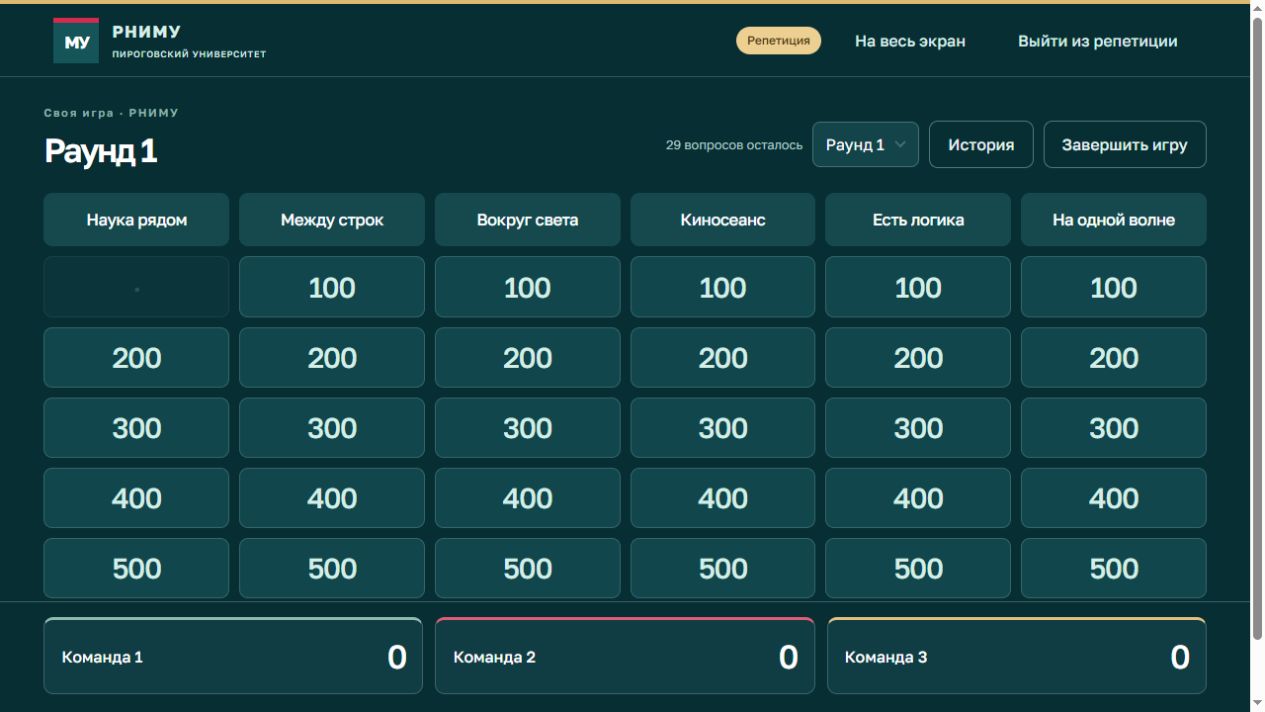 МУ
РНИМУ
ПИРОГОВСКИЙ УНИВЕРСИТЕТ
Репетиция
На весь экран
Выйти из репетиции
Своя игра · РНИМУ
Раунд 1
29 вопросов осталось
Раунд 1
История
Завершить игру
Наука рядом
Между строк
Вокруг света
Киносеанс
Есть логика
На одной волне
100 100 100 100 100
200 200 200 200 200 200
300 300 300 300 300 300
400 400 400 400 400 400
500 500 500 500 500 500
Команда 1 0
Команда 2 0
Команда 3 0